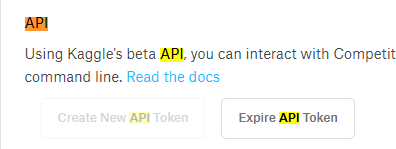 API
Using Kaggle's beta API, you can interact with Competit
command line. Read the docs
Create New API Token Expire API Token